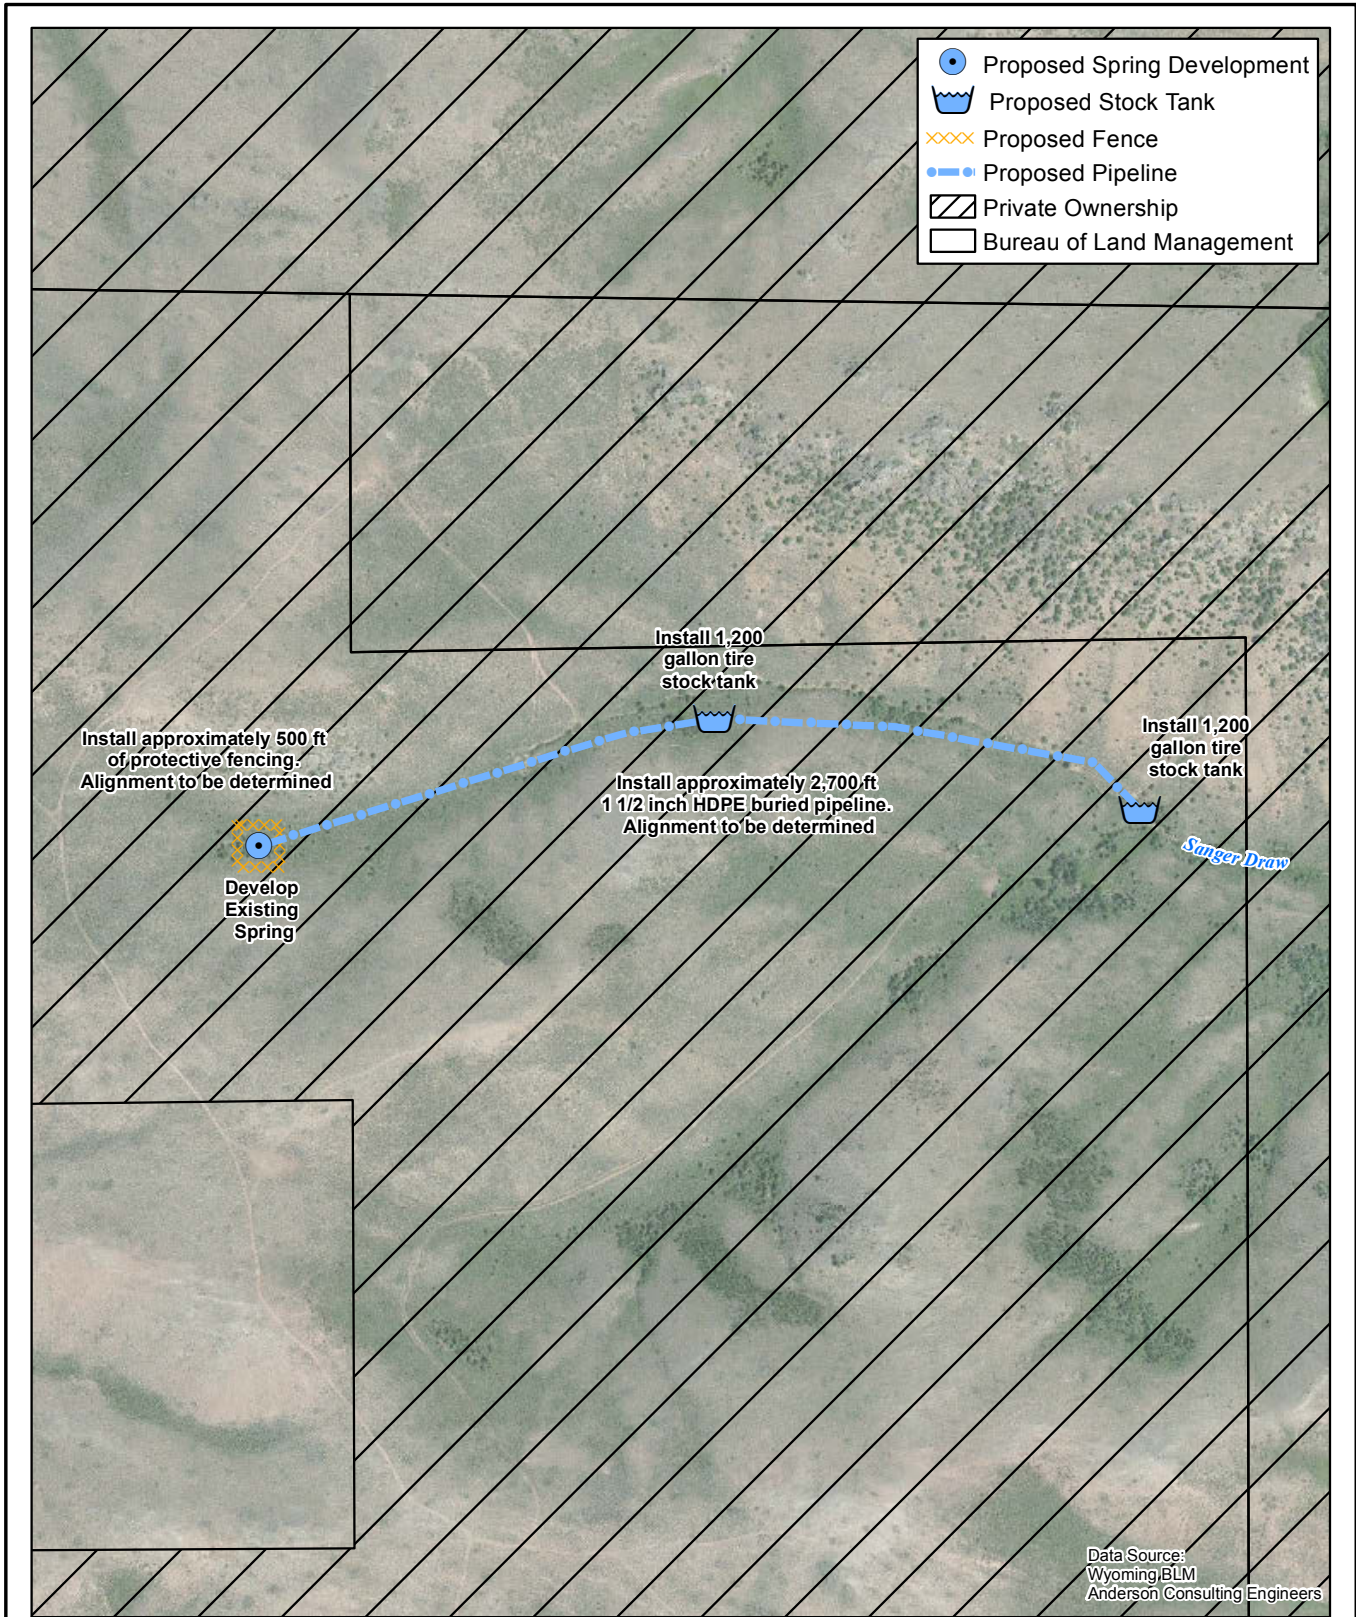 Proposed Spring Development
Proposed Stock Tank
Proposed Fence
Proposed Pipeline
Private Ownership
Bureau of Land Management
Install 1,200
gallon tire
stock tank
Install 1,200
gallon tire
stock tank
Install approximately 500 ft
of protective fencing.
Alignment to be determined
Install approximately 2,700 ft
1 1/2 inch HDPE buried pipeline.
Alignment to be determined
Sanger Draw
Develop
Existing
Spring
Data Source:
Wyoming BLM
Anderson Consulting Engineers